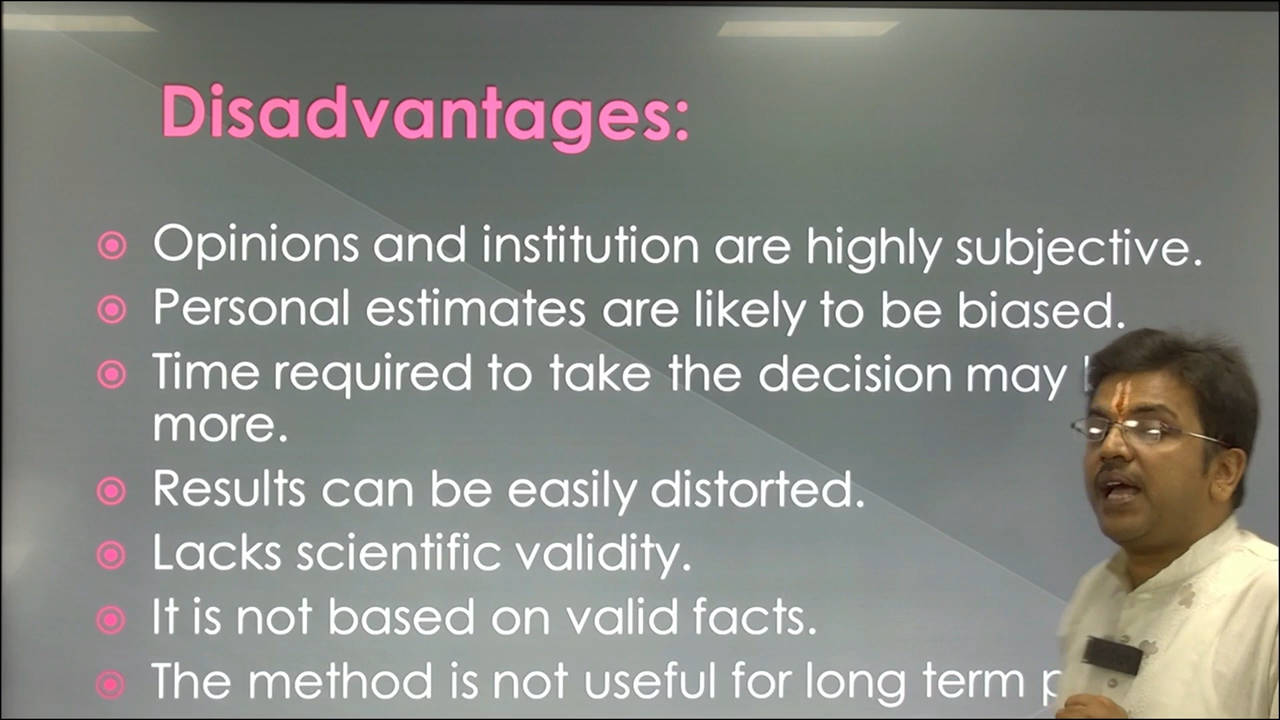 Disadvantages:
Opinions and institution are highly subjective.
Personal estimates are likely to be biased.
Time required to take the decision may
more.
Results can be easily distorted.
Lacks scientific validity.
It is not based on valid facts.
The method is not useful for long term